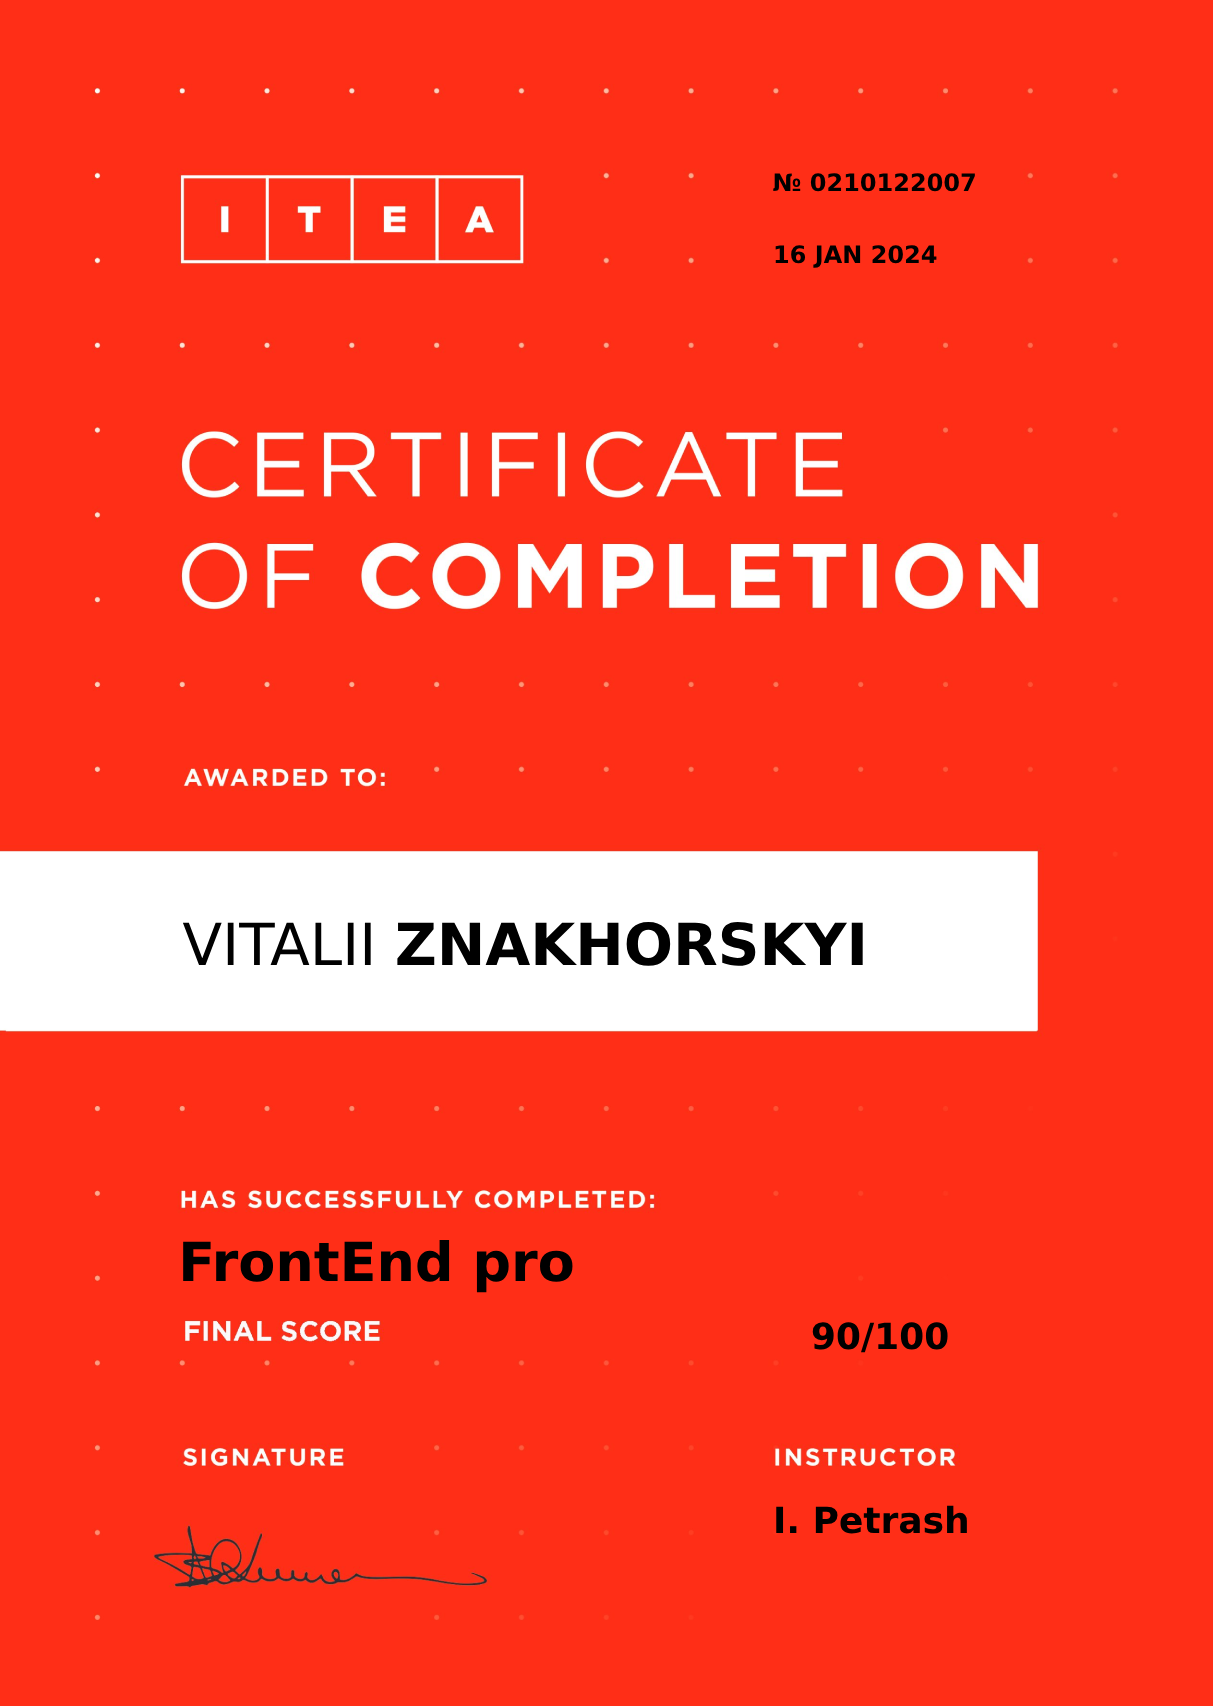 ITEA
№ 0210122007
16 JAN 2024
CERTIFICATE
OF COMPLETION
AWARDED TO:
VITALII ZNAKHORSKYI
HAS SUCCESSFULLY COMPLETED:
FrontEnd pro
FINAL SCORE
90/100
SIGNATURE
INSTRUCTOR
I. Petrash